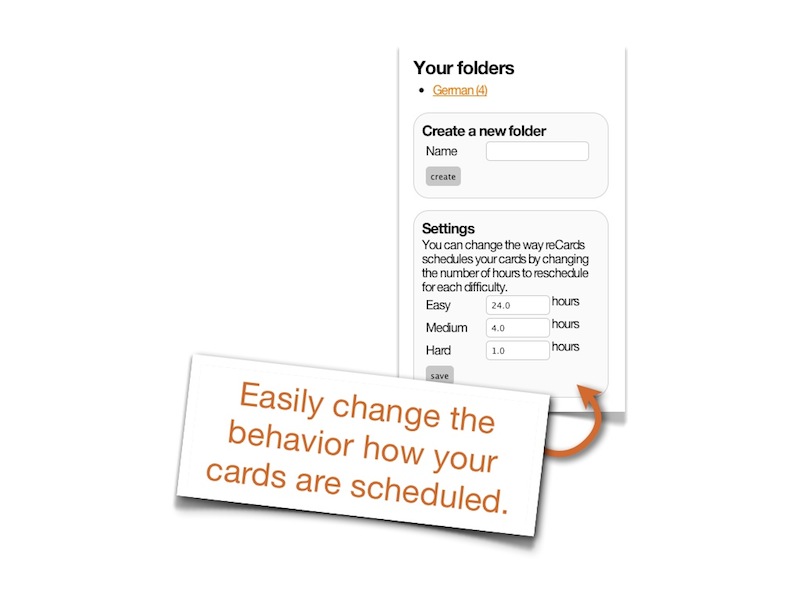 Your folders
• German (4)
Create a new folder
Name
create
Settings
You can change the way reCards
schedules your cards by changing
the number of hours to reschedule
for each difficulty.
Easy 24.0 hours
Medium 4.0 hours
Hard 1.0 hours
save
Easily change the
behavior how your
cards are scheduled.